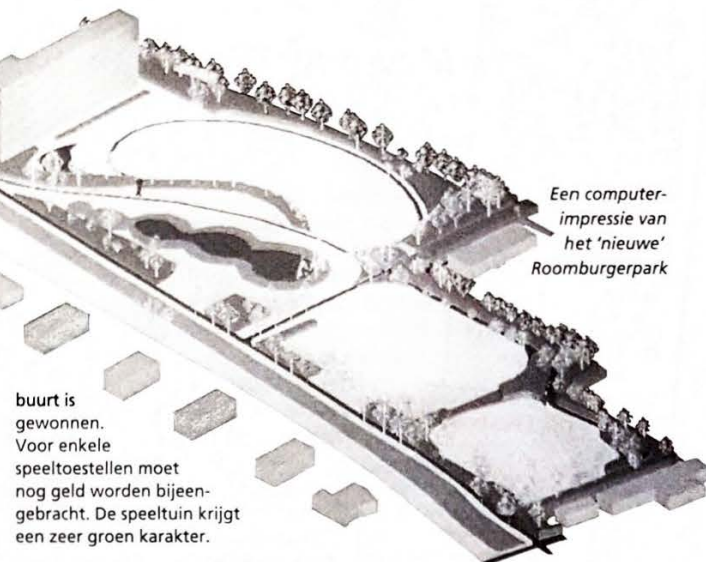 Een computer-
impressie van
het 'nieuwe'
Roomburgerpark
buurt is
gewonnen.
Voor enkele
speeltoestellen moet
nog geld worden bijeen-
gebracht. De speeltuin krijgt
een zeer groen karakter.